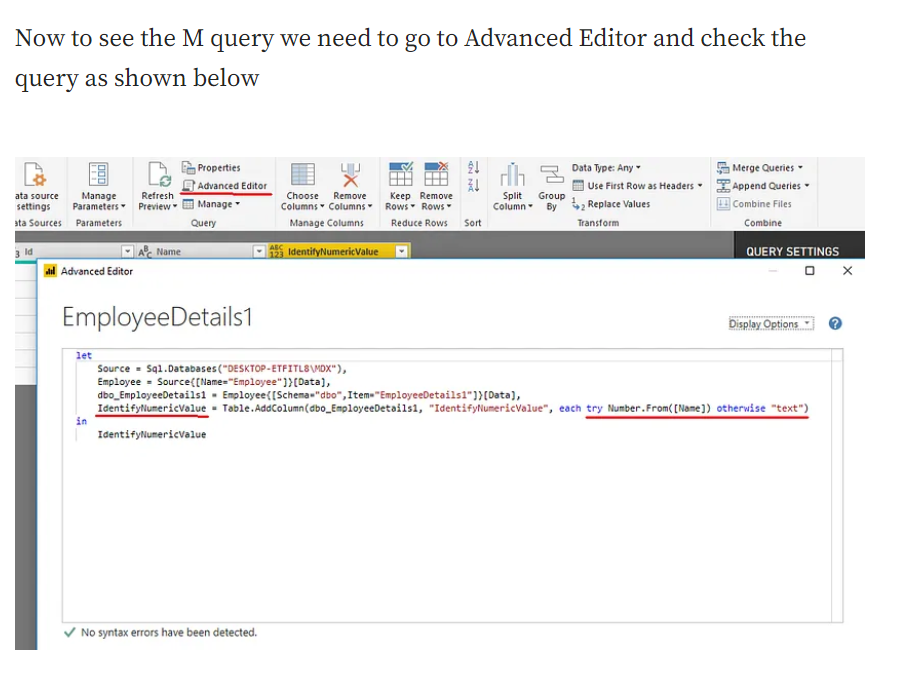 Now to see the M query we need to go to Advanced Editor and check the
query as shown below
Properties
Advanced Editor
Manage
ata source
settings
Manage
Parameters
Refresh
Preview
Choose
Columns
Remove
Columns
Keep
Rows
Remove
Rows
Split
Column
Group
By
Data Type: Any
Use First Row as Headers
Replace Values
Merge Queries
Append Queries
Combine Files
ata Sources
Parameters
Query
Manage Columns
Reduce Rows
Sort
Transform
Combine
3 Id
ABC Name
ABC 123 IdentifyNumericValue
QUERY SETTINGS
Advanced Editor
EmployeeDetails1
Display Options
?
let
Source = Sql.Databases("DESKTOP-ETFITL8\MDX"),
Employee = Source{[Name="Employee"]}[Data],
dbo_EmployeeDetails1 = Employee{[Schema="dbo",Item="EmployeeDetails1"]}[Data],
IdentifyNumericValue = Table.AddColumn(dbo_EmployeeDetails1, "IdentifyNumericValue", each try Number.From([Name]) otherwise "text")
in
IdentifyNumericValue
No syntax errors have been detected.